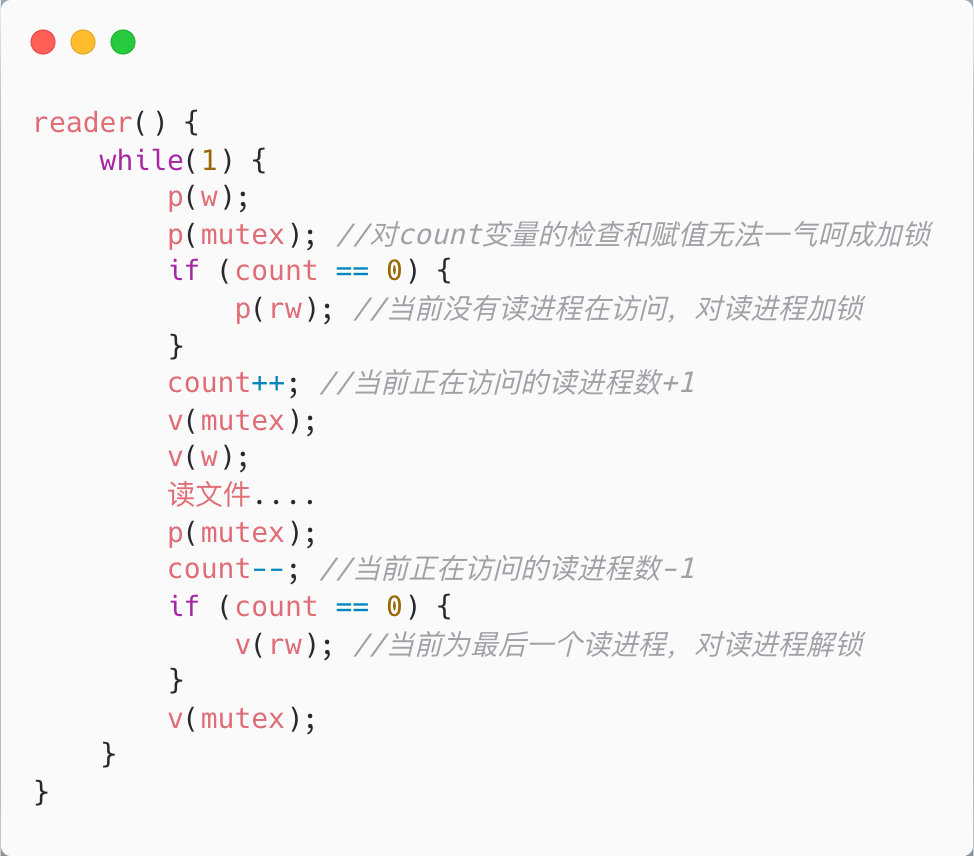 reader() {
    while(1) {
        p(w);
        p(mutex); //对count变量的检查和赋值无法一气呵成加锁
        if (count == 0) {
            p(rw); //当前没有读进程在访问，对读进程加锁
        }
        count++; //当前正在访问的读进程数+1
        v(mutex);
        v(w);
        读文件....
        p(mutex);
        count--; //当前正在访问的读进程数-1
        if (count == 0) {
            v(rw); //当前为最后一个读进程，对读进程解锁
        }
        v(mutex);
    }
}